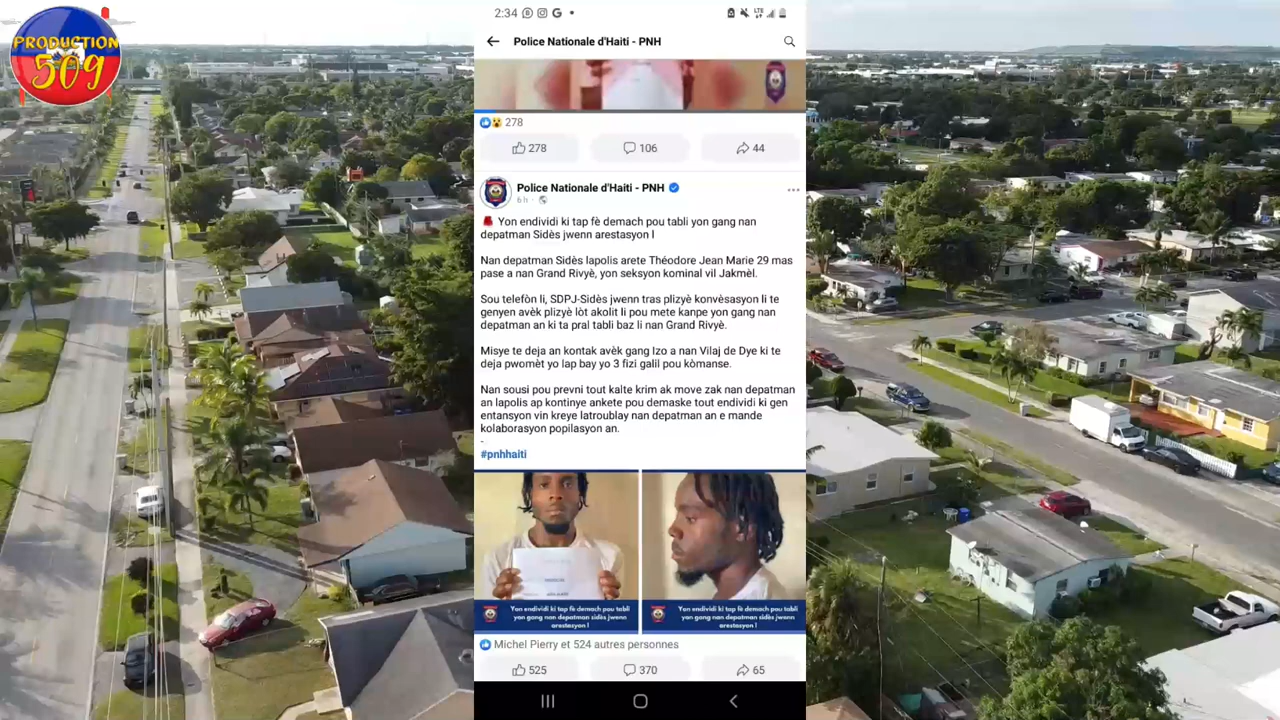 PRODUCTION
509
2:34
LTE
Police Nationale d'Haiti - PNH
278
278
106
44
Police Nationale d'Haiti - PNH
6 h
Yon endividi ki tap fè demach pou tabli yon gang nan
depatman Sidès jwenn arestasyon !
Nan depatman Sidès lapolis arete Théodore Jean Marie 29 mas
pase a nan Grand Rivyè, yon seksyon kominal vil Jakmèl.
Sou telefòn li, SDPJ-Sidès jwenn tras plizyè konvèsasyon li te
genyen avèk plizyè lòt akolit li pou mete kanpe yon gang nan
depatman an ki ta pral tabli baz li nan Grand Rivyè.
Misye te deja an kontak avèk gang Izo a nan Vilaj de Dye ki te
deja pwomèt yo lap bay yo 3 fizi galil pou kòmanse.
Nan sousi pou prevni tout kalte krim ak move zak nan depatman
an lapolis ap kontinye ankete pou demaske tout endividi ki gen
entansyon vin kreye latroublay nan depatman an e mande
kolaborasyon popilasyon an.
-
#pnhhaiti
Yon endividi ki tap fè demach pou tabli
yon gang nan depatman sidès jwenn
arestasyon !
Yon endividi ki tap fè demach pou tabli
yon gang nan depatman sidès jwenn
arestasyon !
Michel Pierry et 524 autres personnes
525
370
65